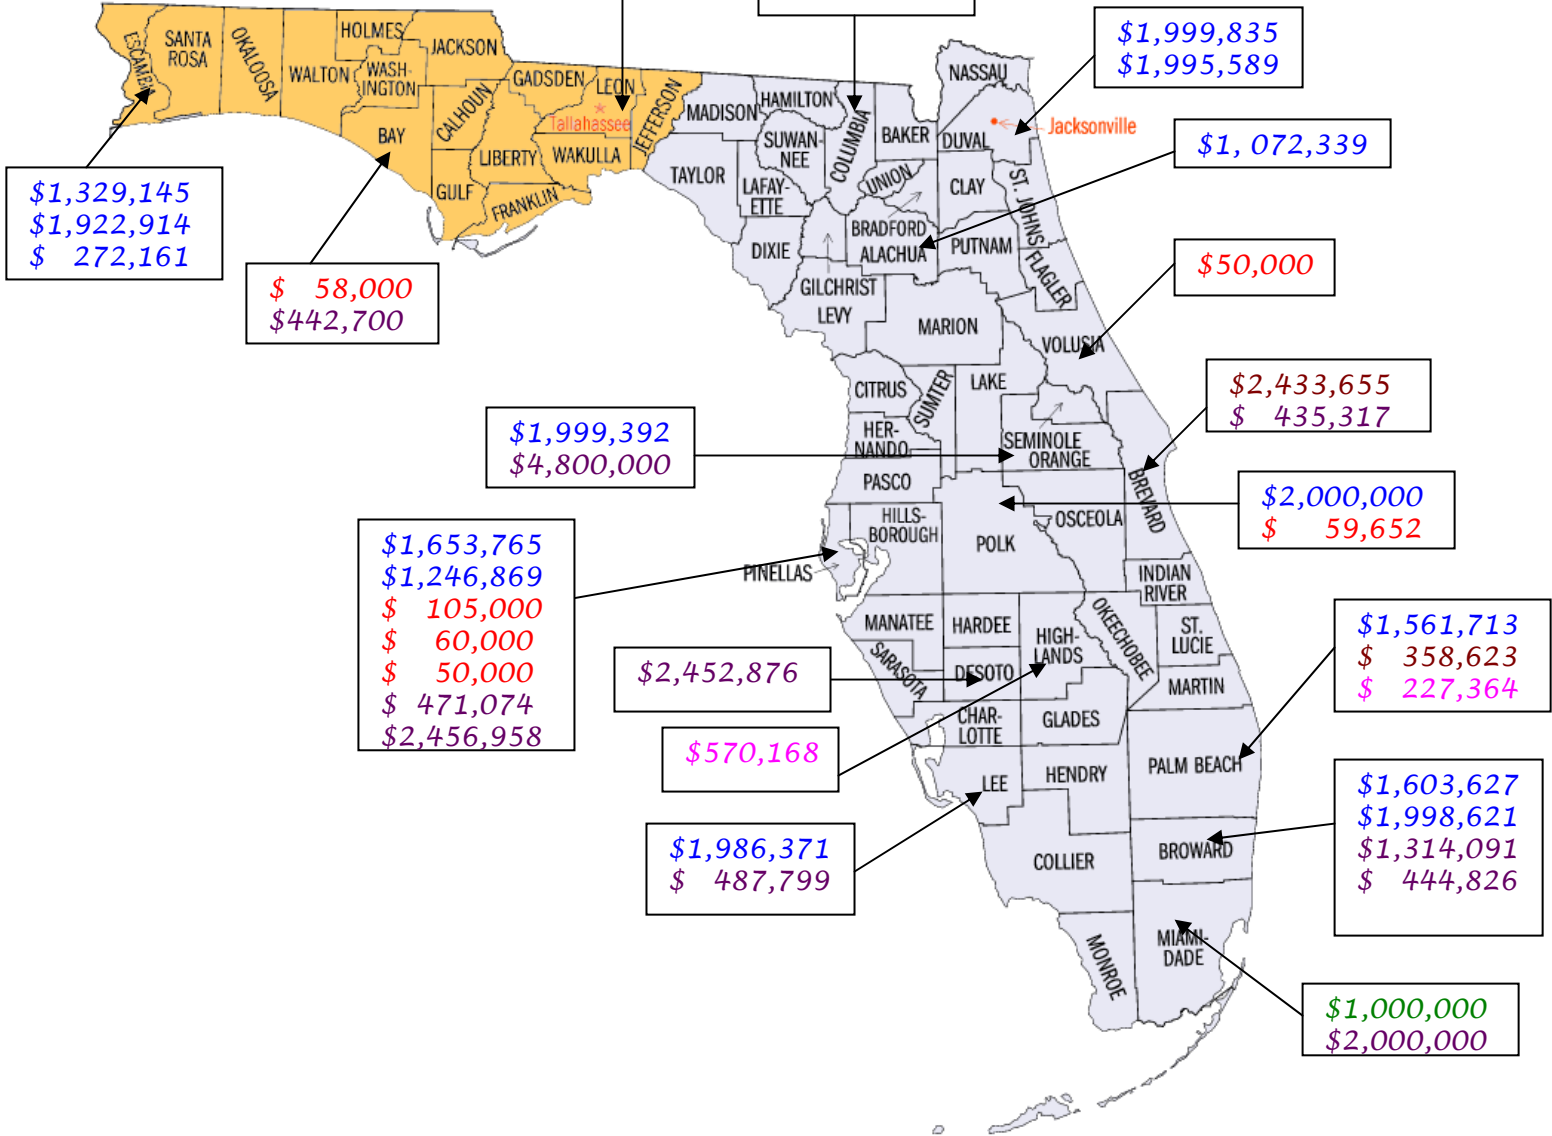 HOLMES
SANTA
ROSA
ESCAMBIA
OKALOOSA
WALTON
WASH-
INGTON
JACKSON
BAY
CALHOUN
GULF
GADSDEN
LIBERTY
FRANKLIN
LEON
Tallahassee
WAKULLA
JEFFERSON
MADISON
TAYLOR
HAMILTON
SUWAN-
NEE
LAFAY-
ETTE
DIXIE
COLUMBIA
BAKER
UNION
BRADFORD
ALACHUA
GILCHRIST
LEVY
NASSAU
DUVAL
Jacksonville
CLAY
ST. JOHNS
PUTNAM
FLAGLER
MARION
VOLUSIA
CITRUS
SUMTER
LAKE
HER-
NANDO
SEMINOLE
ORANGE
PASCO
BREVARD
HILLS-
BOROUGH
PINELLAS
POLK
OSCEOLA
INDIAN
RIVER
MANATEE
HARDEE
HIGH-
LANDS
OKEECHOBEE
ST.
LUCIE
SARASOTA
DESOTO
MARTIN
CHAR-
LOTTE
GLADES
LEE
HENDRY
PALM BEACH
COLLIER
BROWARD
MONROE
MIAMI-
DADE
$1,999,835
$1,995,589
$1, 072,339
$1,329,145
$1,922,914
$ 272,161
$ 58,000
$442,700
$50,000
$2,433,655
$ 435,317
$1,999,392
$4,800,000
$2,000,000
$ 59,652
$1,653,765
$1,246,869
$ 105,000
$ 60,000
$ 50,000
$ 471,074
$2,456,958
$1,561,713
$ 358,623
$ 227,364
$2,452,876
$570,168
$1,603,627
$1,998,621
$1,314,091
$ 444,826
$1,986,371
$ 487,799
$1,000,000
$2,000,000